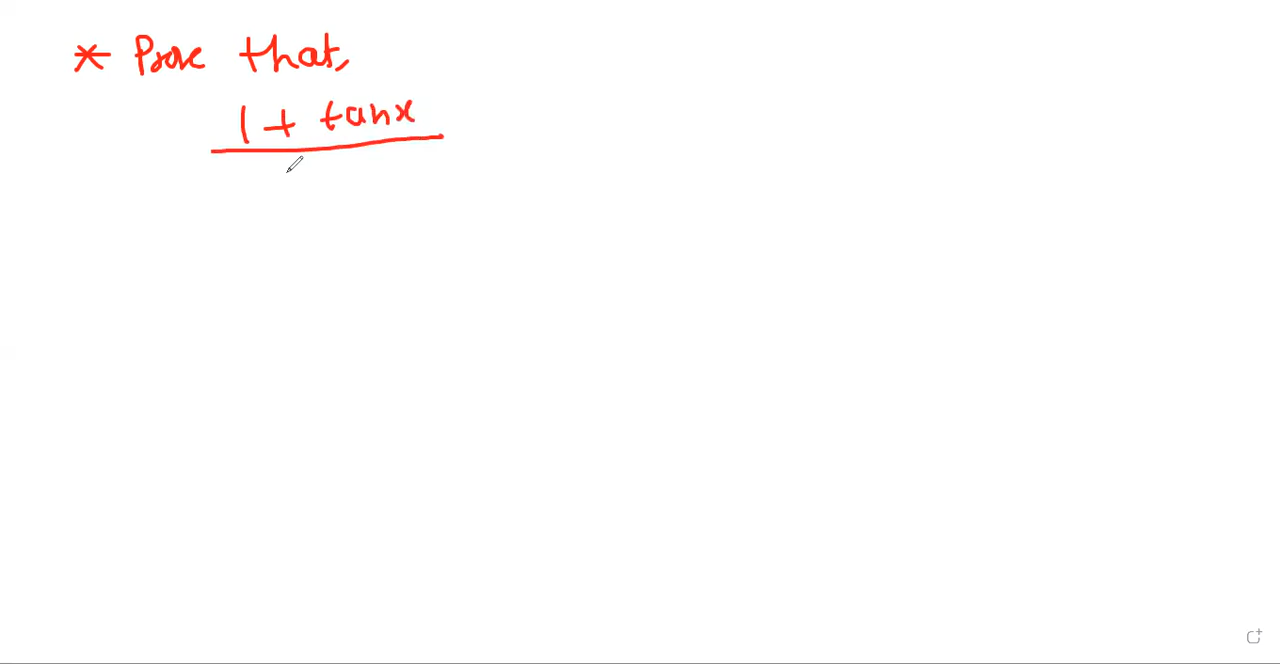 * Prove that,
1 + tanx